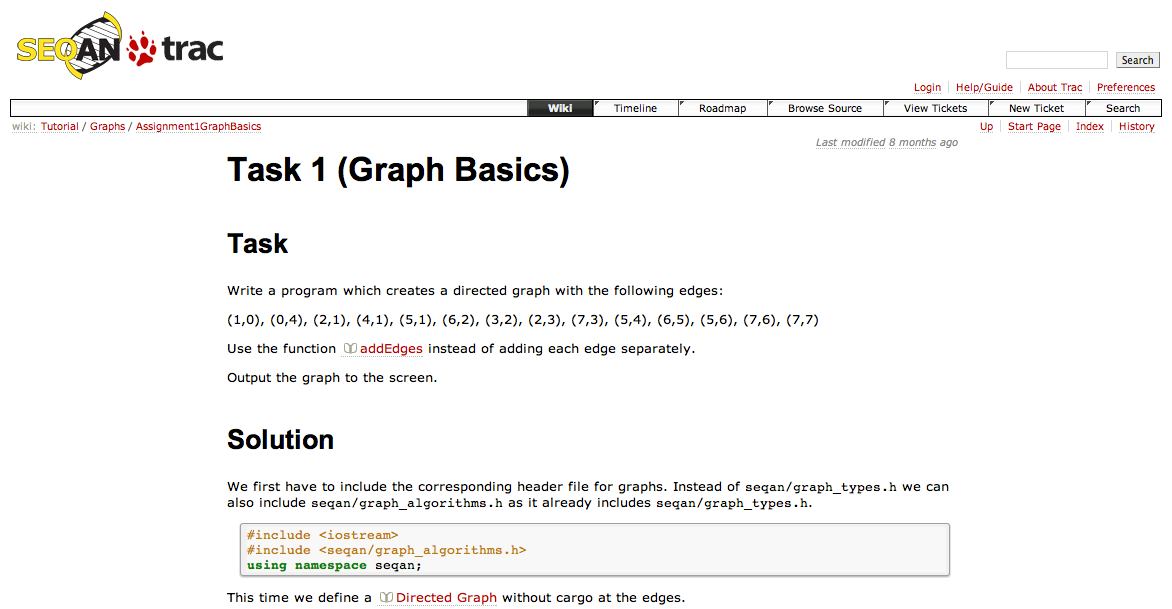 SEQAN trac
Search
Login Help/Guide About Trac Preferences
Wiki Timeline Roadmap Browse Source View Tickets New Ticket Search
wiki: Tutorial / Graphs / Assignment1GraphBasics
Up Start Page Index History
Last modified 8 months ago
Task 1 (Graph Basics)
Task
Write a program which creates a directed graph with the following edges:
(1,0), (0,4), (2,1), (4,1), (5,1), (6,2), (3,2), (2,3), (7,3), (5,4), (6,5), (5,6), (7,6), (7,7)
Use the function addEdges instead of adding each edge separately.
Output the graph to the screen.
Solution
We first have to include the corresponding header file for graphs. Instead of seqan/graph_types.h we can
also include seqan/graph_algorithms.h as it already includes seqan/graph_types.h.
#include <iostream>
#include <seqan/graph_algorithms.h>
using namespace seqan;
This time we define a Directed Graph without cargo at the edges.